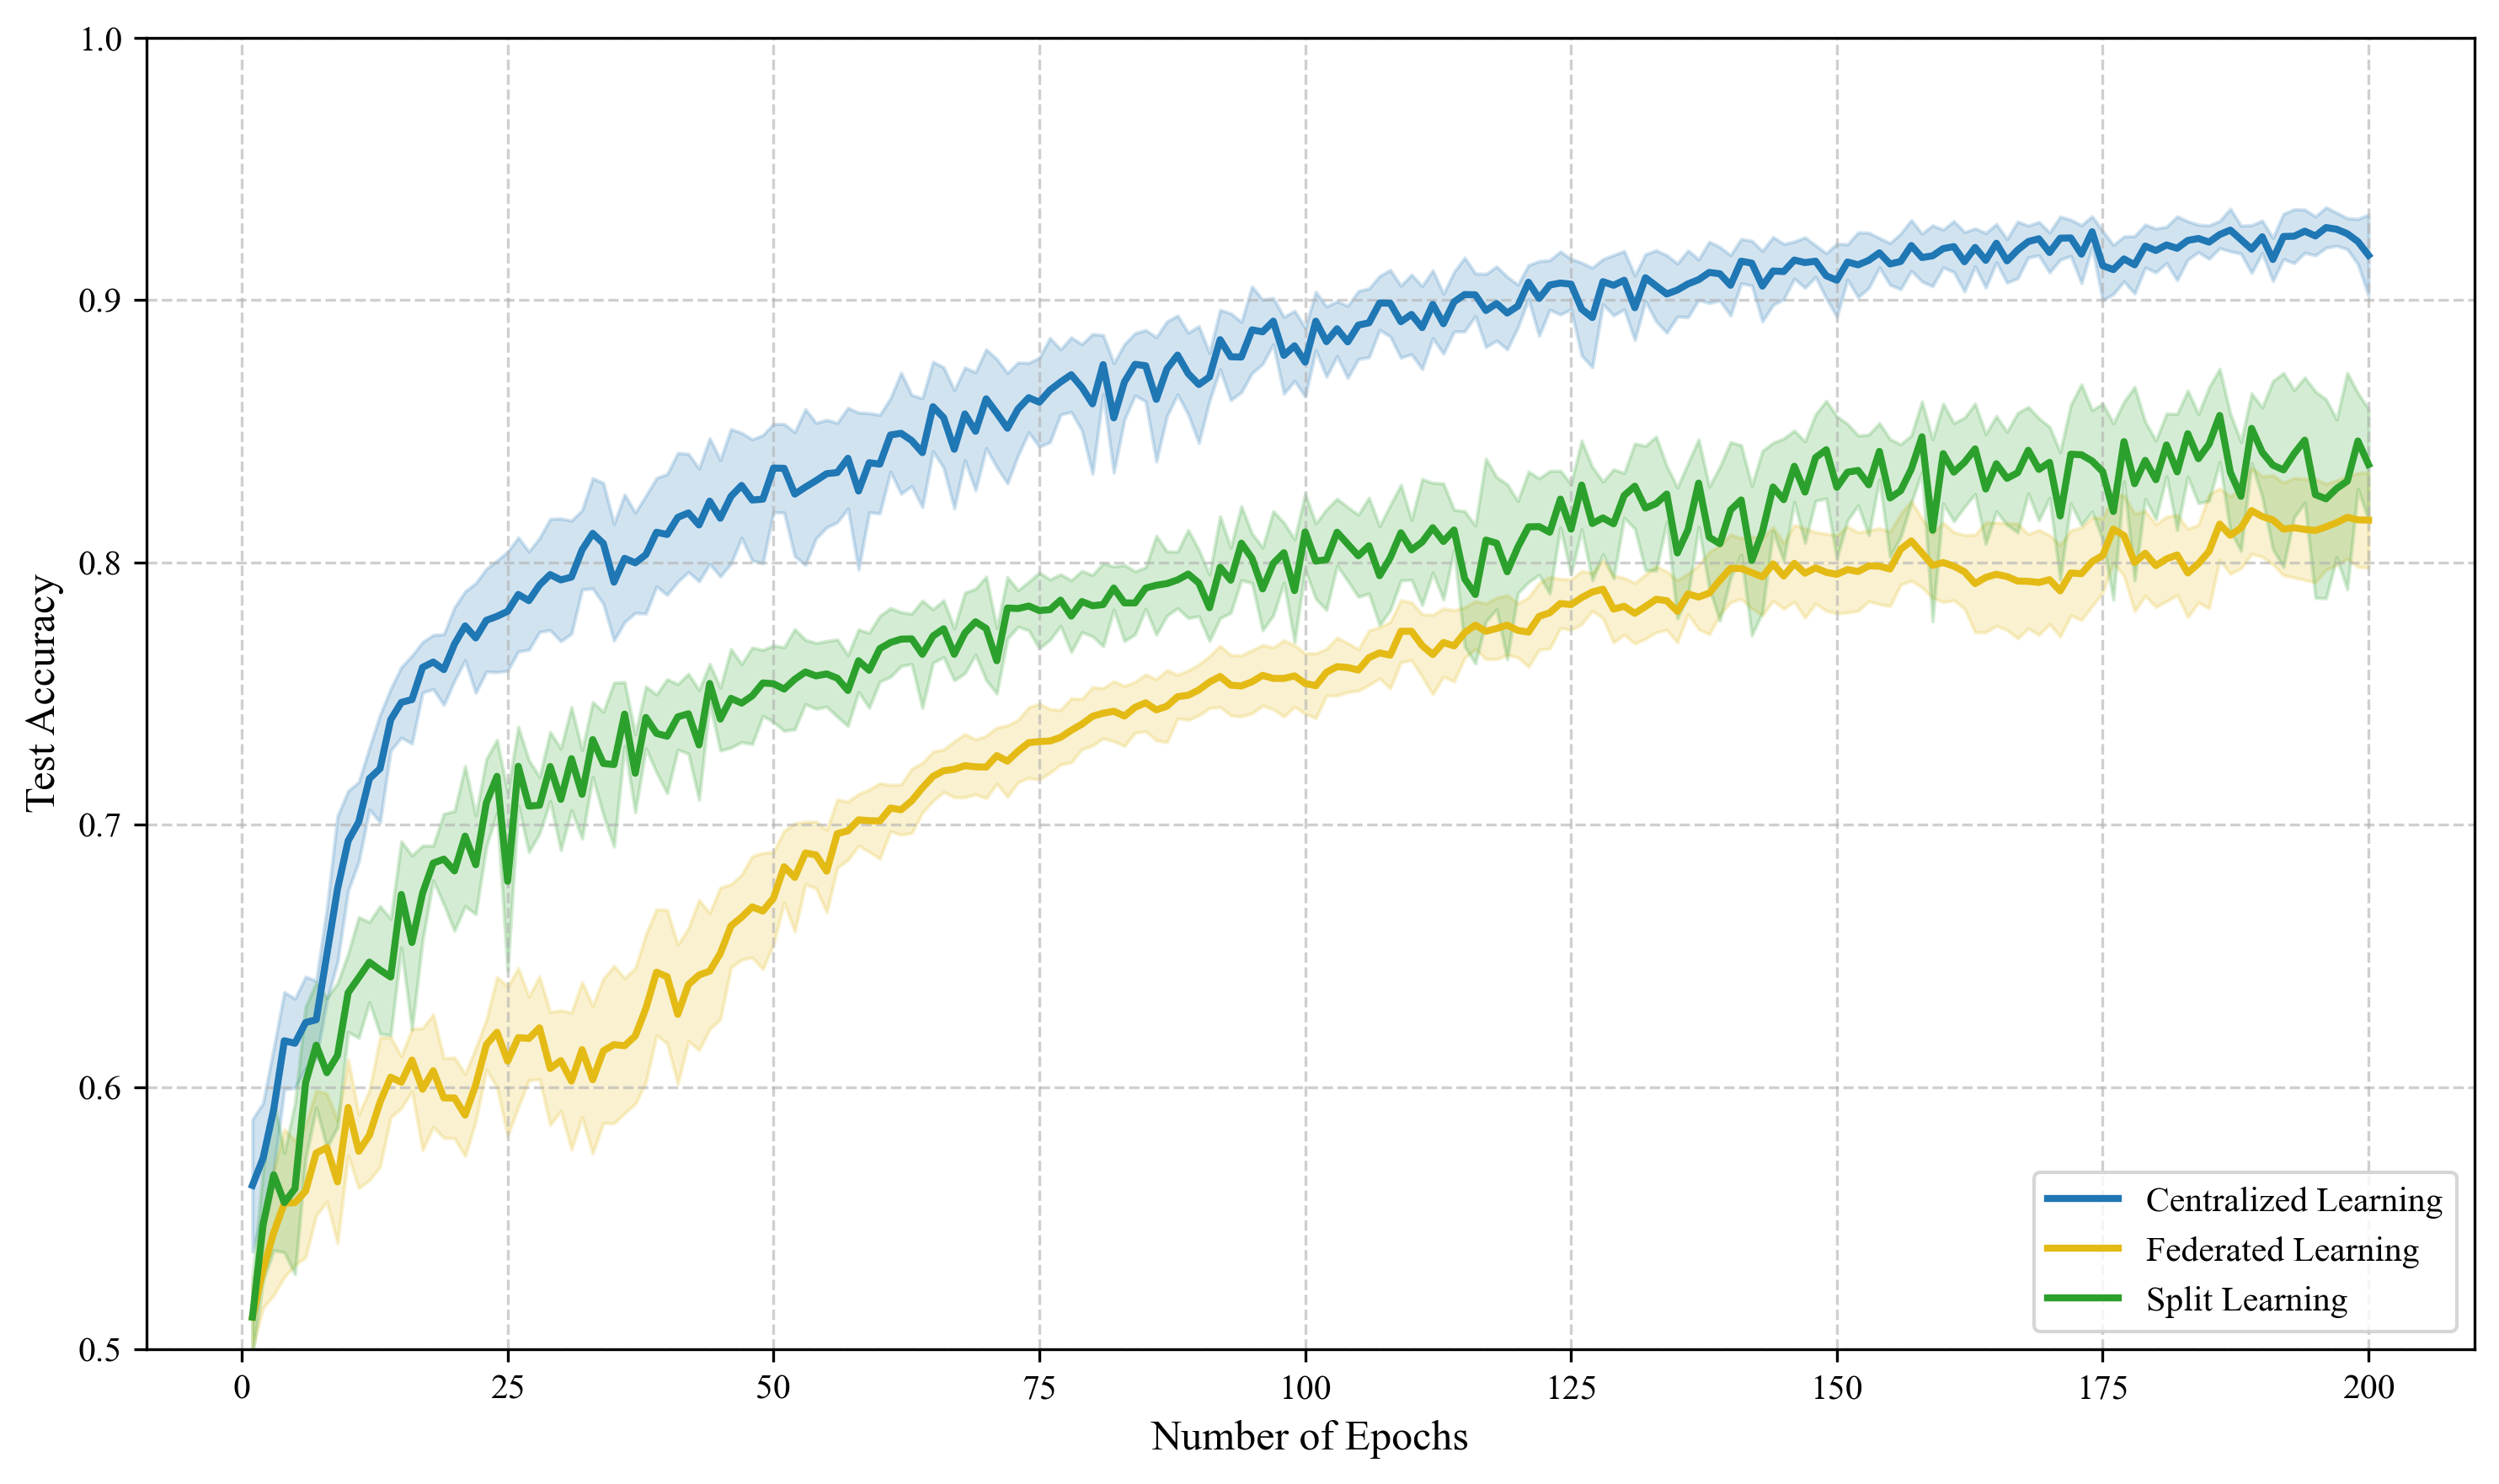 1.0
0.9
0.8
0.7
0.6
0.5
Test Accuracy
0 25 50 75 100 125 150 175 200
Number of Epochs
Centralized Learning
Federated Learning
Split Learning